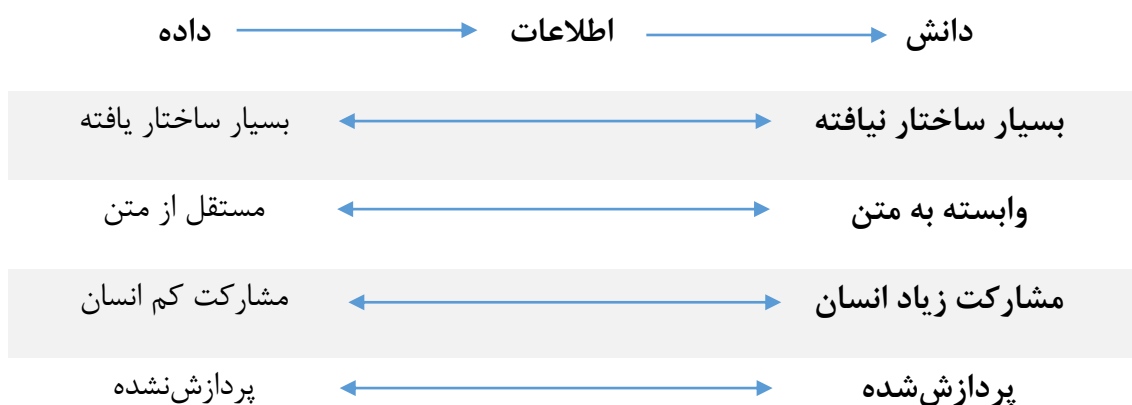 دانش اطلاعات داده
بسیار ساختار نیافته بسیار ساختار یافته
وابسته به متن مستقل از متن
مشارکت زیاد انسان مشارکت کم انسان
پردازش‌شده پردازش‌نشده